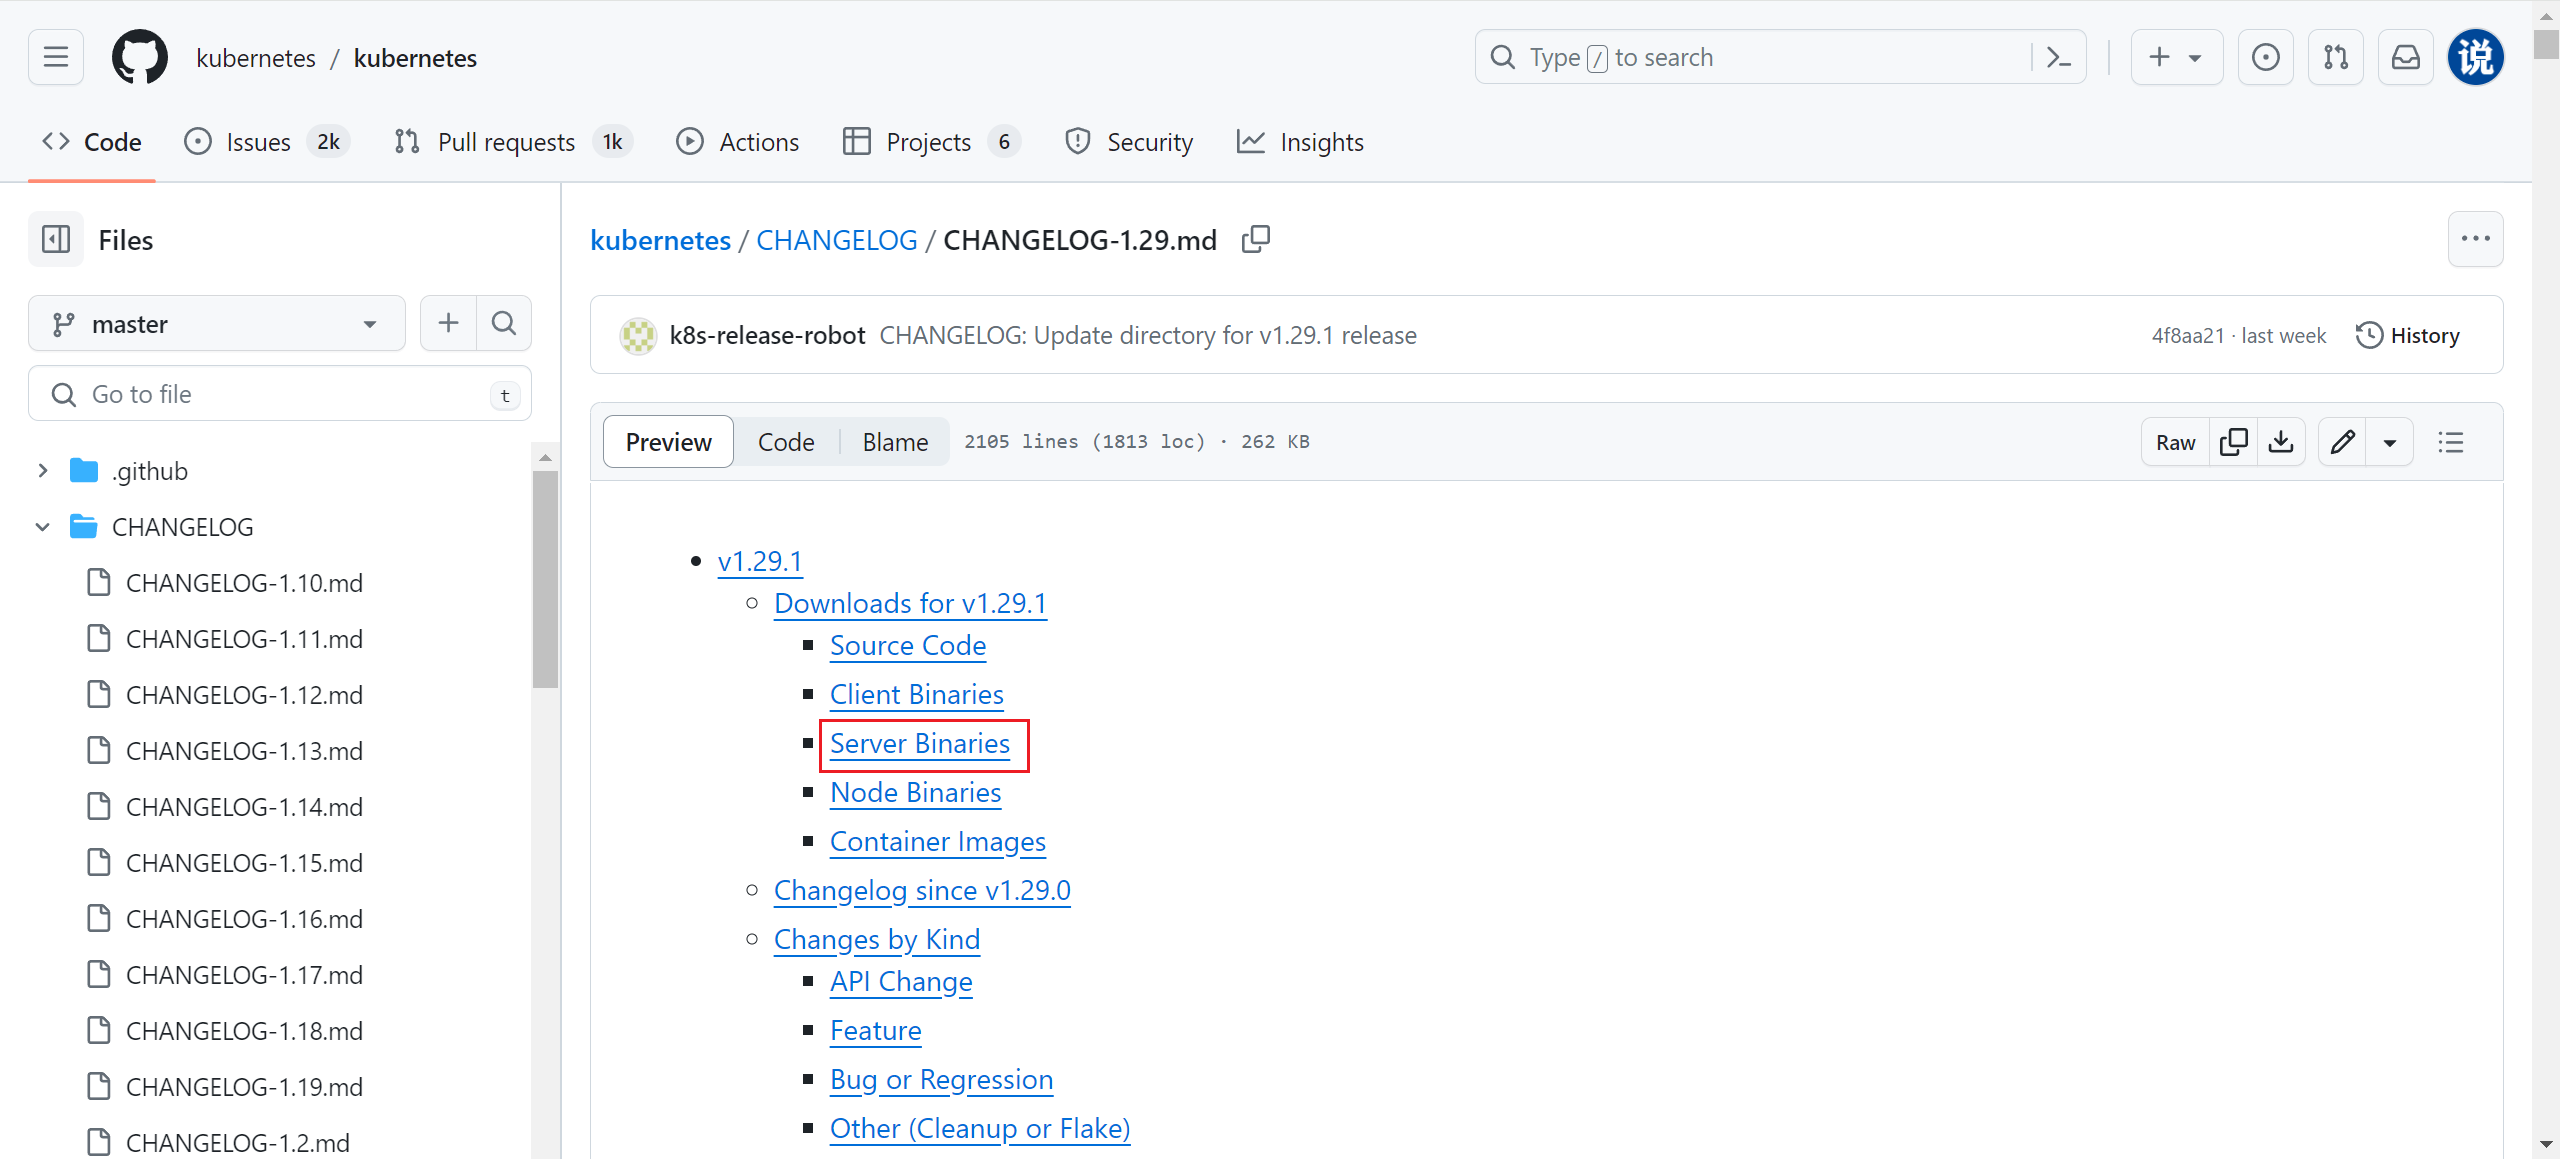 kubernetes / kubernetes
Type / to search
说
Code
Issues 2k
Pull requests 1k
Actions
Projects 6
Security
Insights
Files
master
Go to file
t
.github
CHANGELOG
CHANGELOG-1.10.md
CHANGELOG-1.11.md
CHANGELOG-1.12.md
CHANGELOG-1.13.md
CHANGELOG-1.14.md
CHANGELOG-1.15.md
CHANGELOG-1.16.md
CHANGELOG-1.17.md
CHANGELOG-1.18.md
CHANGELOG-1.19.md
CHANGELOG-1.2.md
kubernetes / CHANGELOG / CHANGELOG-1.29.md
k8s-release-robot CHANGELOG: Update directory for v1.29.1 release
4f8aa21 · last week
History
Preview
Code
Blame
2105 lines (1813 loc) · 262 KB
Raw
v1.29.1
Downloads for v1.29.1
Source Code
Client Binaries
Server Binaries
Node Binaries
Container Images
Changelog since v1.29.0
Changes by Kind
API Change
Feature
Bug or Regression
Other (Cleanup or Flake)